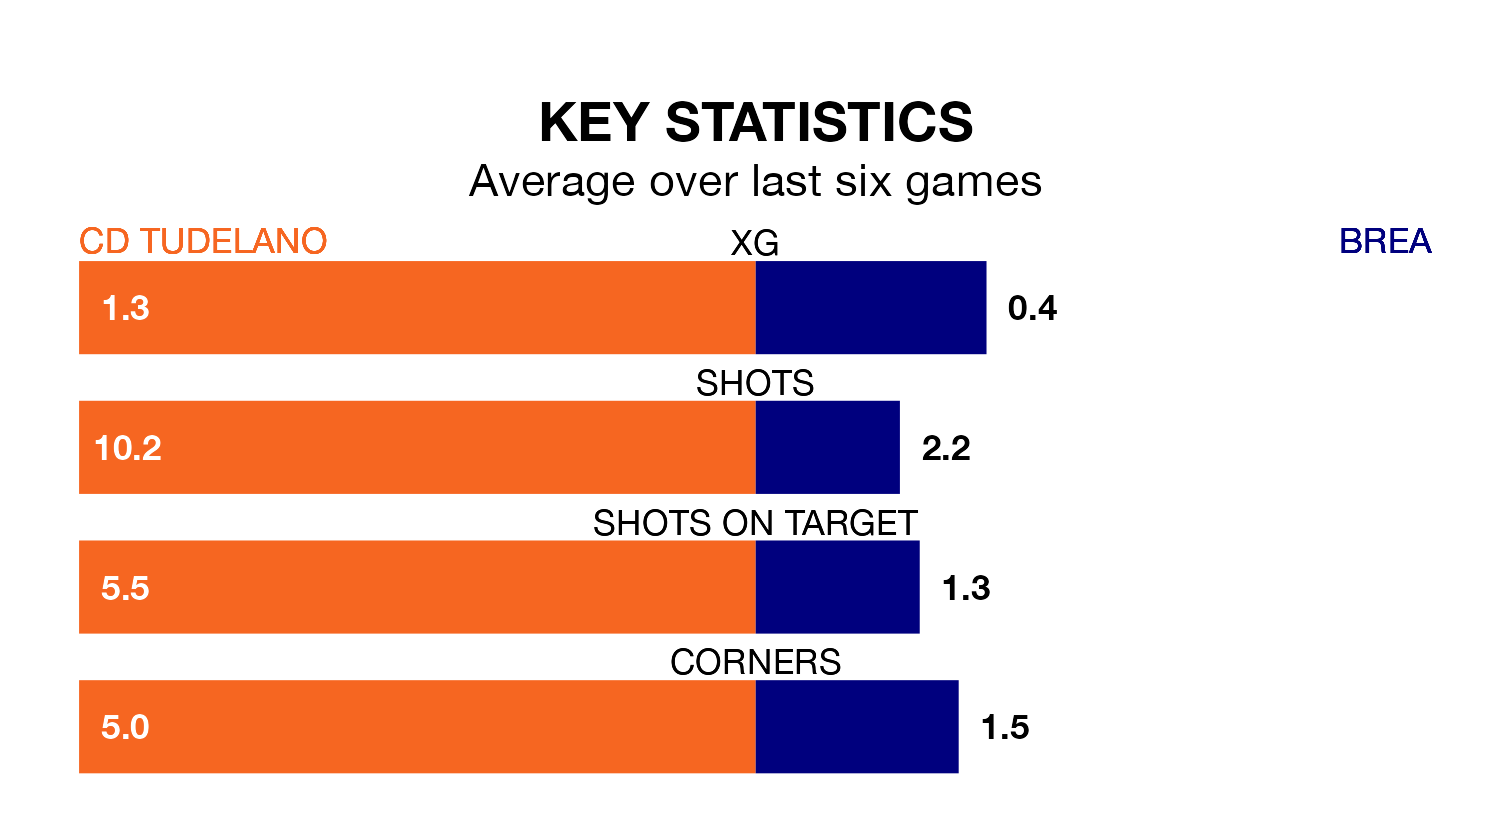 KEY STATISTICS
Average over last six games
CD TUDELANO XG BREA
1.3 0.4
SHOTS
10.2 2.2
SHOTS ON TARGET
5.5 1.3
CORNERS
5.0 1.5